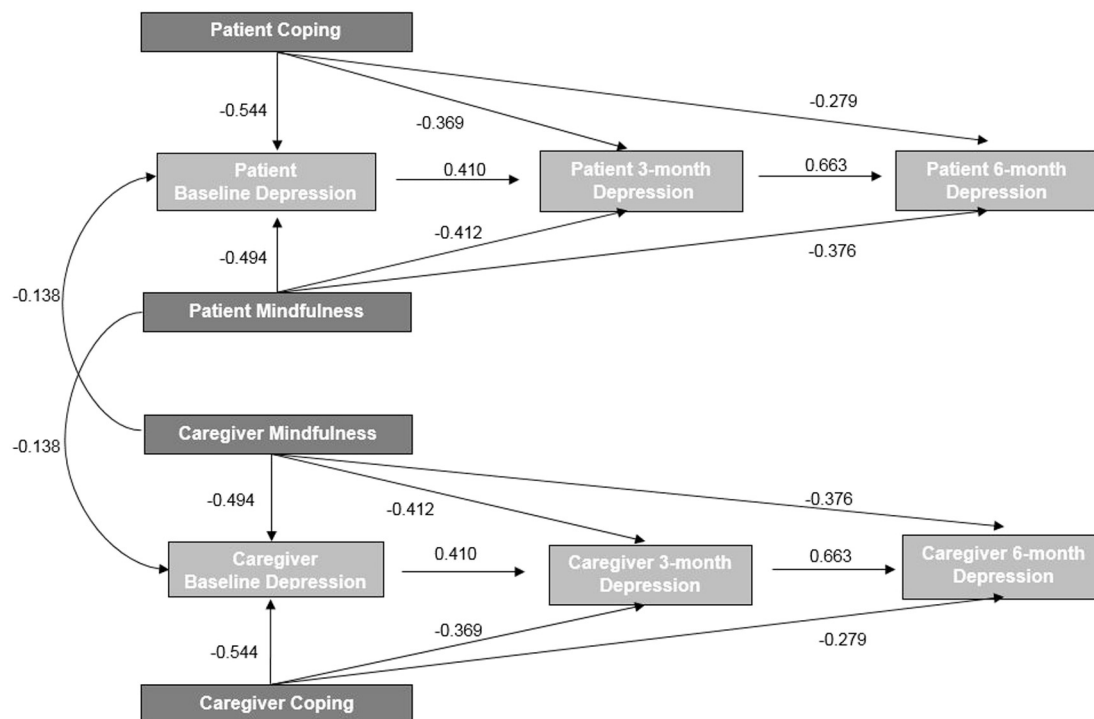 Patient Coping
-0.279
-0.544
-0.369
Patient
Baseline Depression
0.410
Patient 3-month
Depression
0.663
Patient 6-month
Depression
-0.412
-0.494
-0.376
-0.138
Patient Mindfulness
Caregiver Mindfulness
-0.138
-0.494
-0.412
-0.376
Caregiver
Baseline Depression
0.410
Caregiver 3-month
Depression
0.663
Caregiver 6-month
Depression
-0.369
-0.544
-0.279
Caregiver Coping